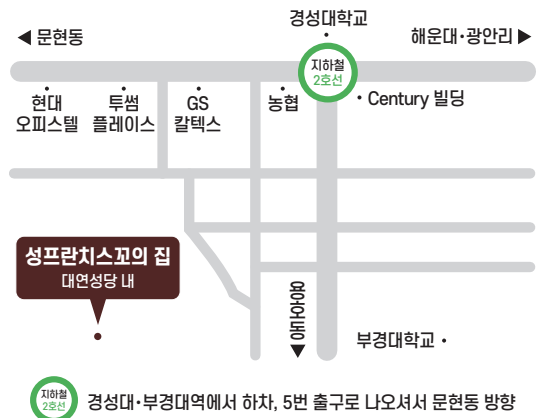 경성대학교
◀ 문현동
해운대·광안리 ▶
지하철
2호선
현대
오피스텔
투썸
플레이스
GS
칼텍스
농협
Century 빌딩
성프란치스꼬의 집
대연성당 내
용호동
부경대학교
지하철
2호선
경성대·부경대역에서 하차, 5번 출구로 나오셔서 문현동 방향